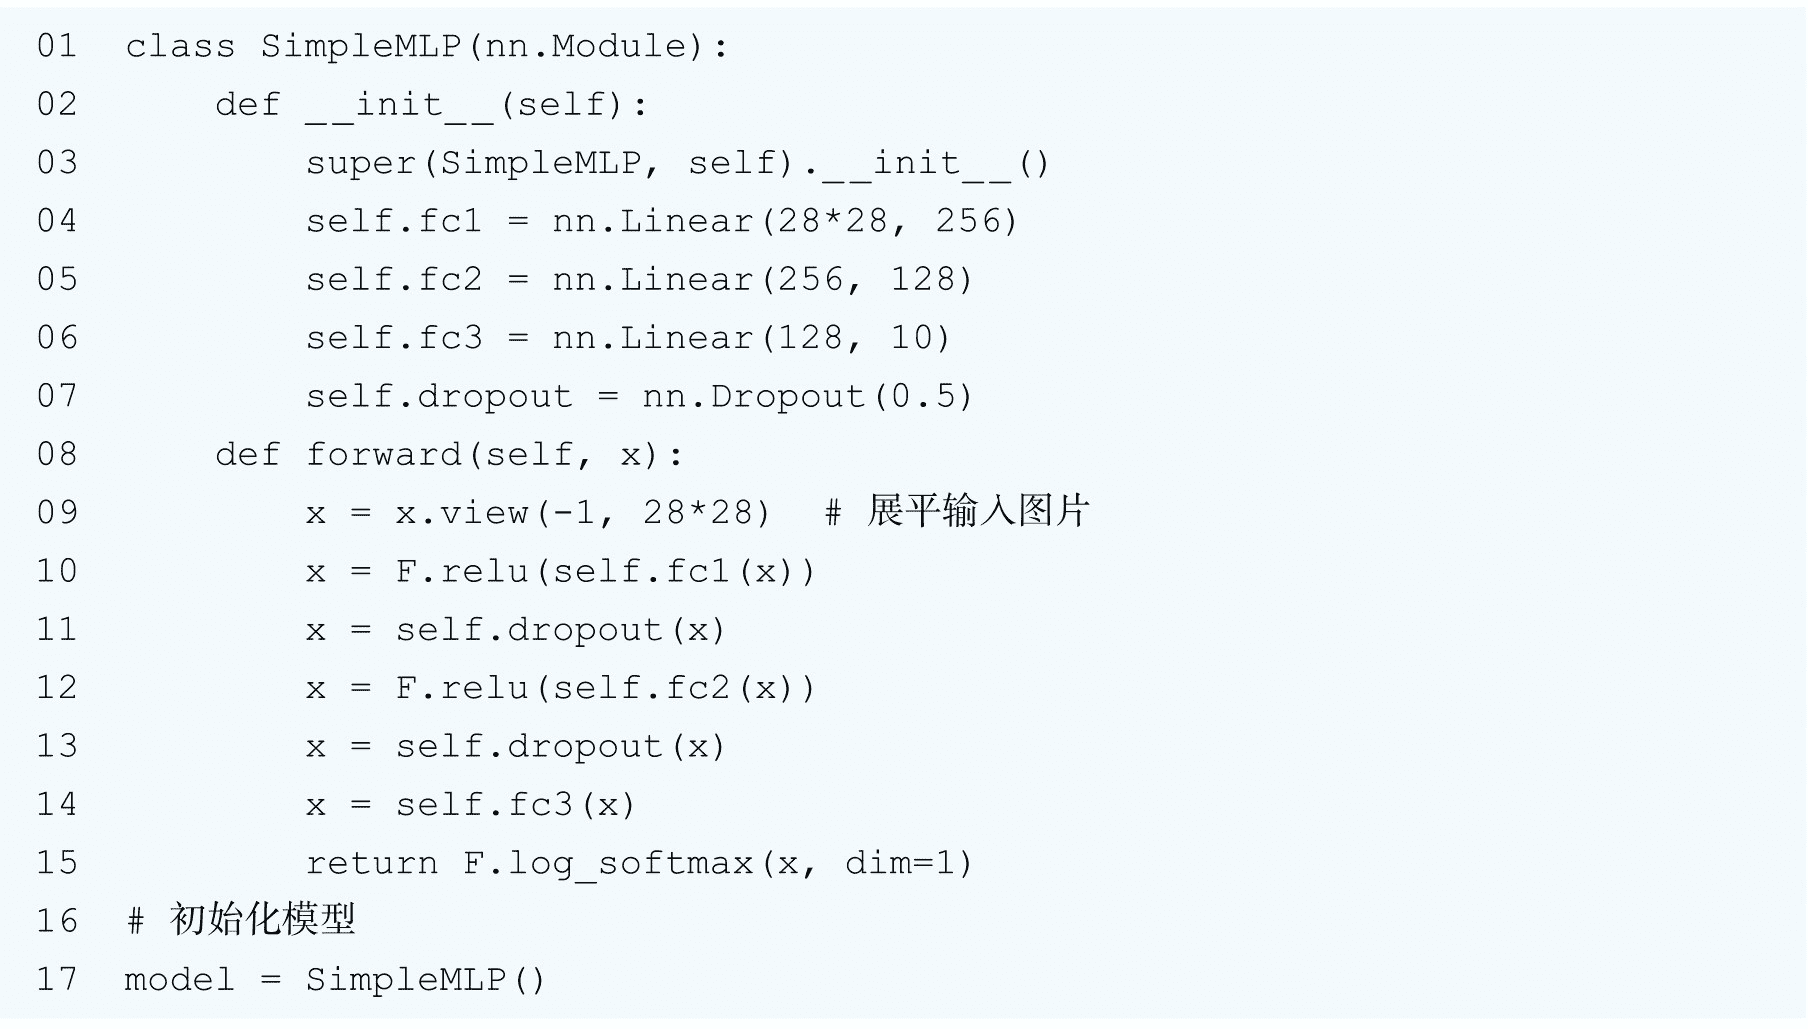 01  class SimpleMLP(nn.Module):
02      def __init__(self):
03          super(SimpleMLP, self).__init__()
04          self.fc1 = nn.Linear(28*28, 256)
05          self.fc2 = nn.Linear(256, 128)
06          self.fc3 = nn.Linear(128, 10)
07          self.dropout = nn.Dropout(0.5)
08      def forward(self, x):
09          x = x.view(-1, 28*28)  # 展平输入图片
10          x = F.relu(self.fc1(x))
11          x = self.dropout(x)
12          x = F.relu(self.fc2(x))
13          x = self.dropout(x)
14          x = self.fc3(x)
15          return F.log_softmax(x, dim=1)
16  # 初始化模型
17  model = SimpleMLP()